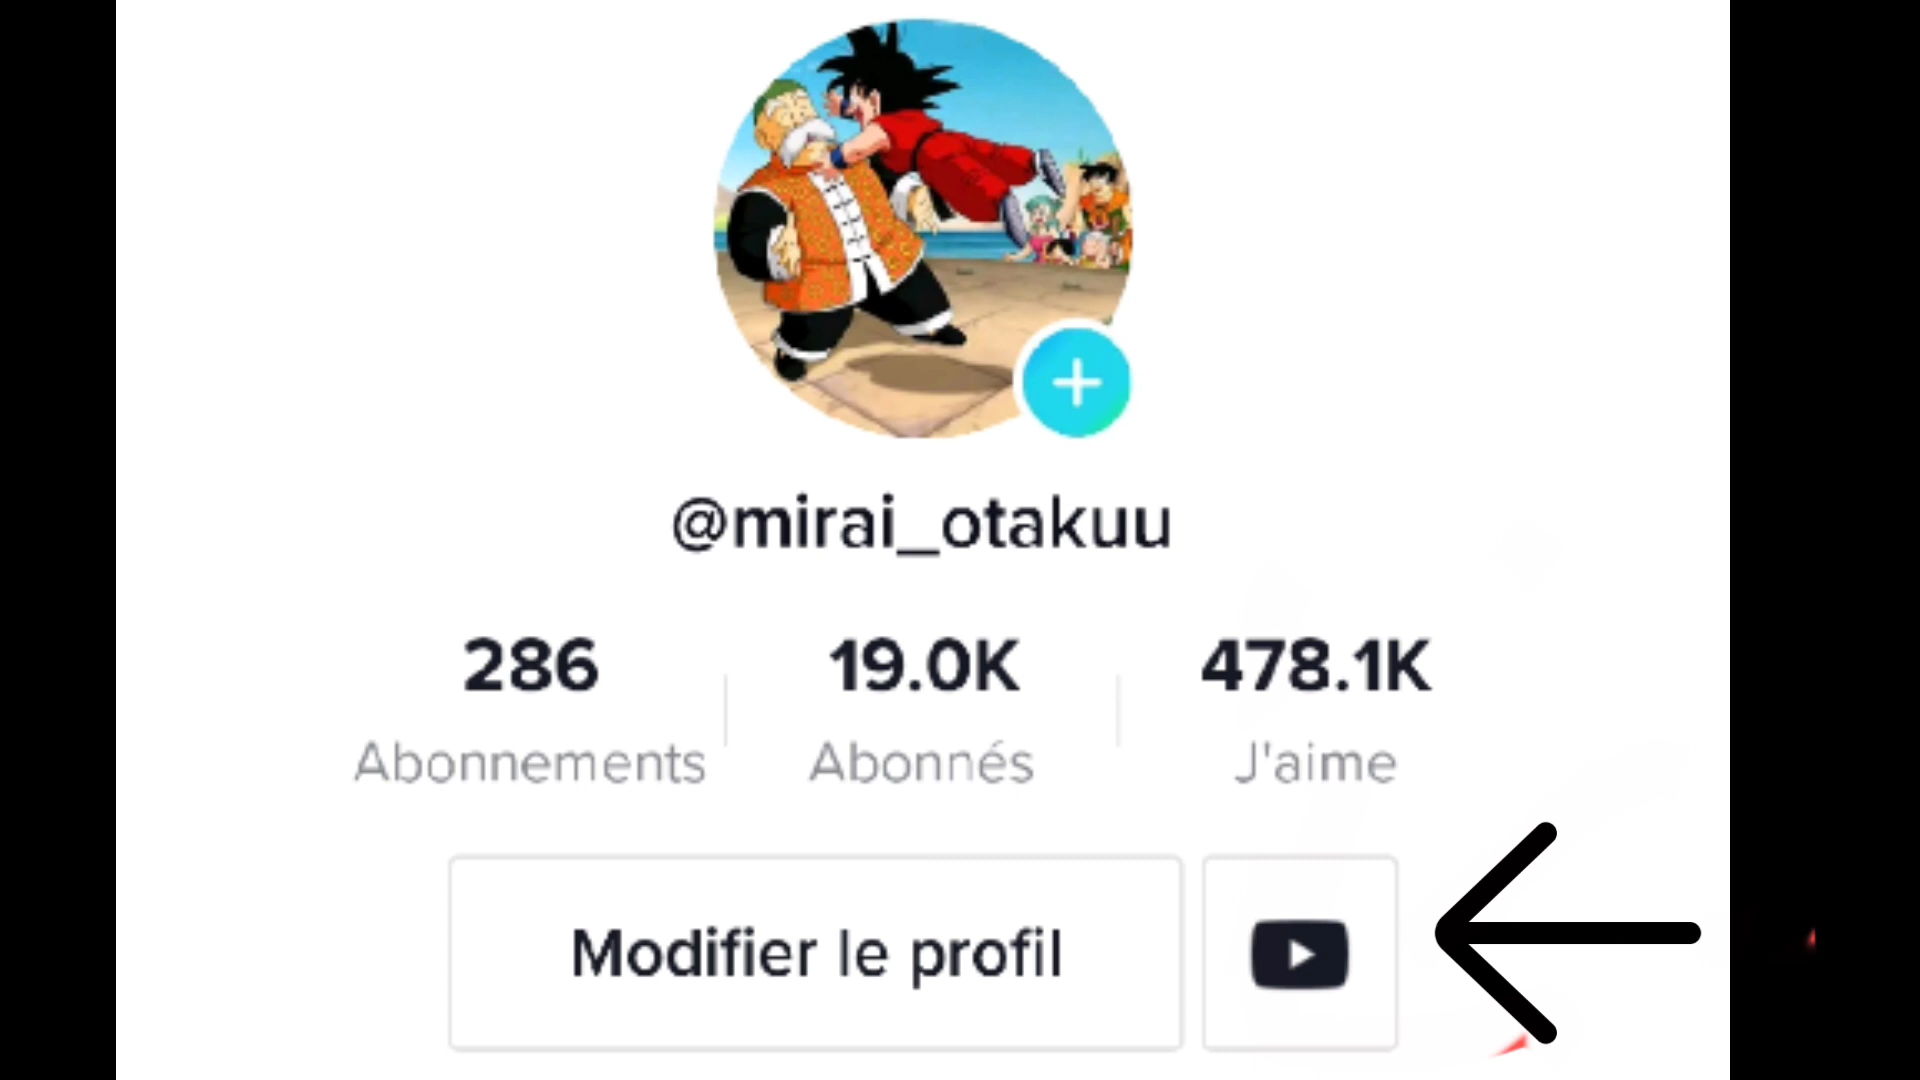 @mirai_otakuu
286 19.0K 478.1K
Abonnements Abonnés J'aime
Modifier le profil